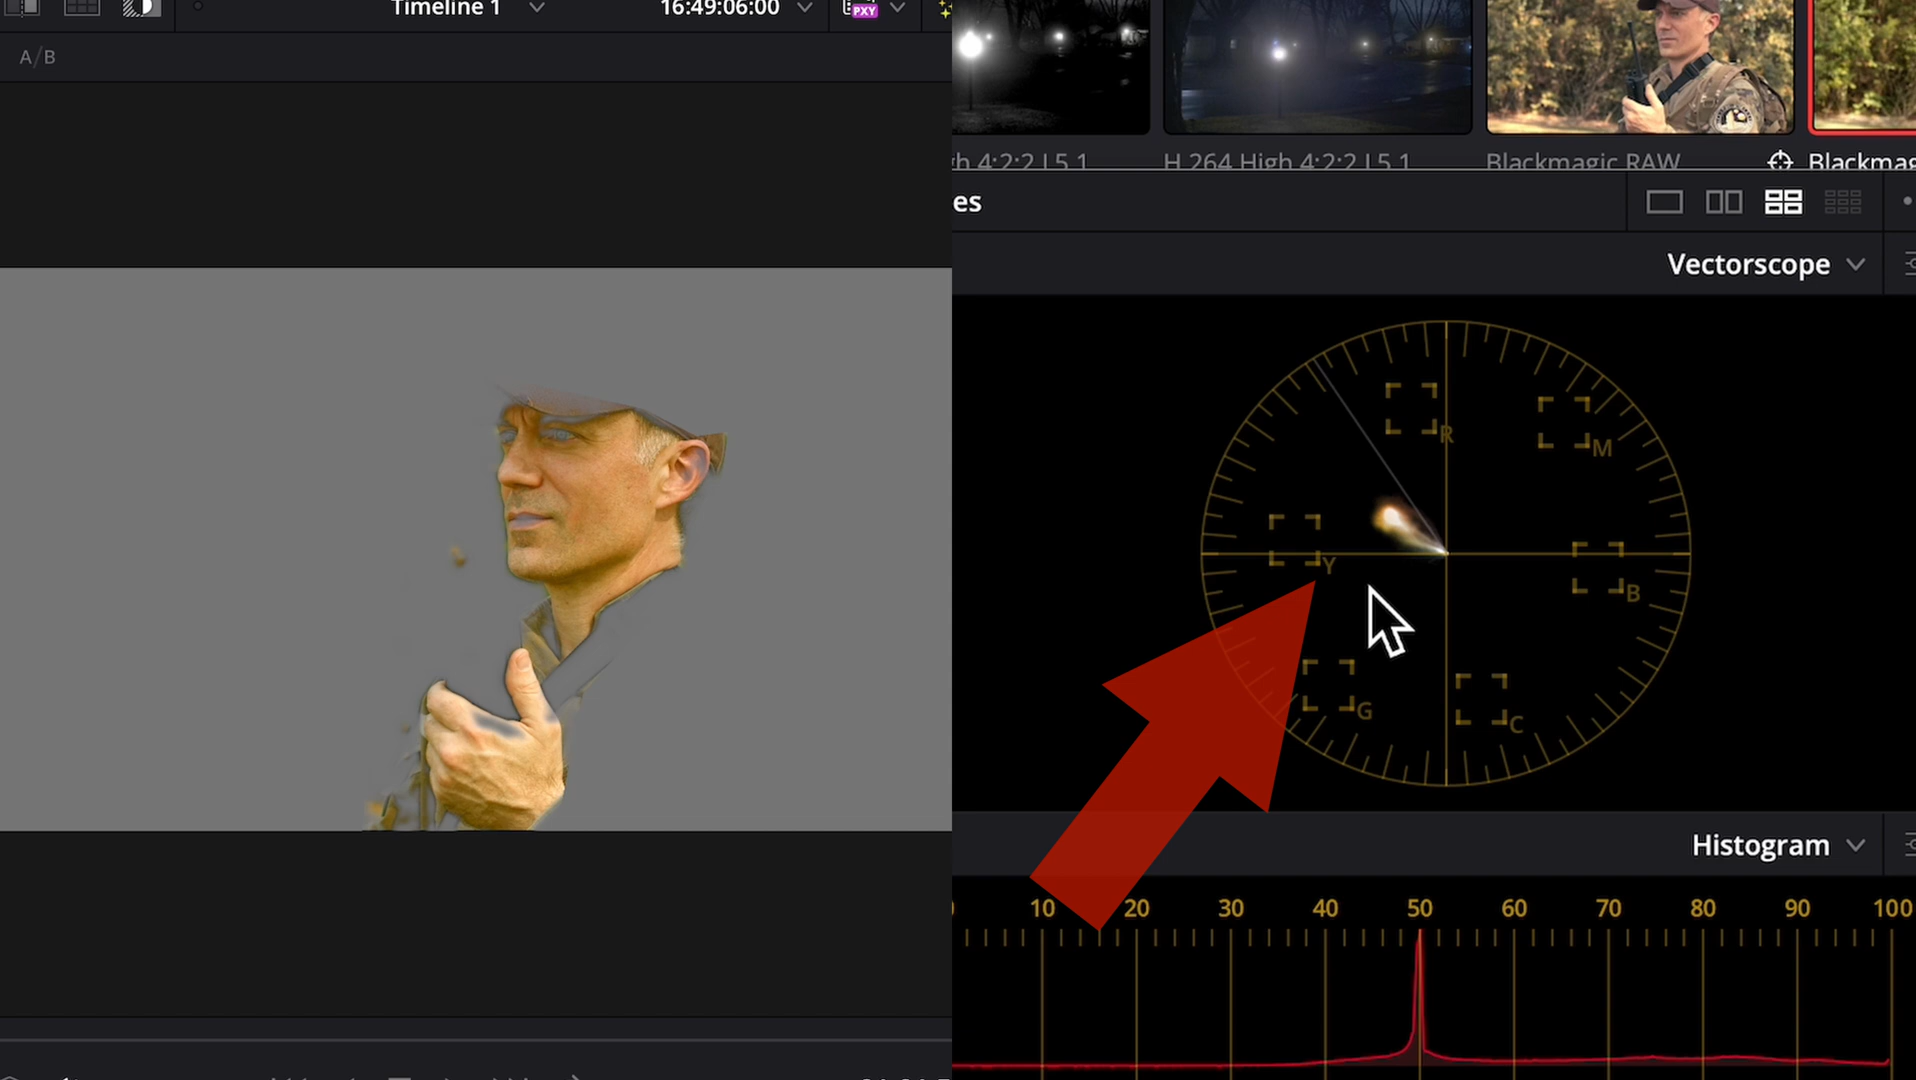 Timeline 1
16:49:06:00
PXY
A/B
h 4:2:2 L5.1
H.264 High 4:2:2 L5.1
Blackmagic RAW
Blackmag
es
Vectorscope
R
M
Y
B
G
C
Histogram
10 20 30 40 50 60 70 80 90 100